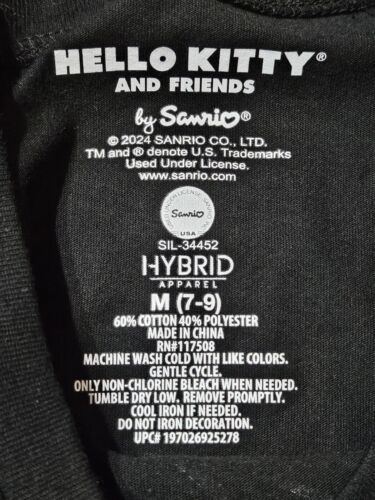 HELLO KITTY®
AND FRIENDS
by Sanrio®
© 2024 SANRIO CO., LTD.
TM and ® denote U.S. Trademarks
Used Under License.
www.sanrio.com
Sanrio
USA
SIL-34452
HYBRID
APPAREL
M (7-9)
60% COTTON 40% POLYESTER
MADE IN CHINA
RN#117508
MACHINE WASH COLD WITH LIKE COLORS.
GENTLE CYCLE.
ONLY NON-CHLORINE BLEACH WHEN NEEDED.
TUMBLE DRY LOW. REMOVE PROMPTLY.
COOL IRON IF NEEDED.
DO NOT IRON DECORATION.
UPC# 197026925278